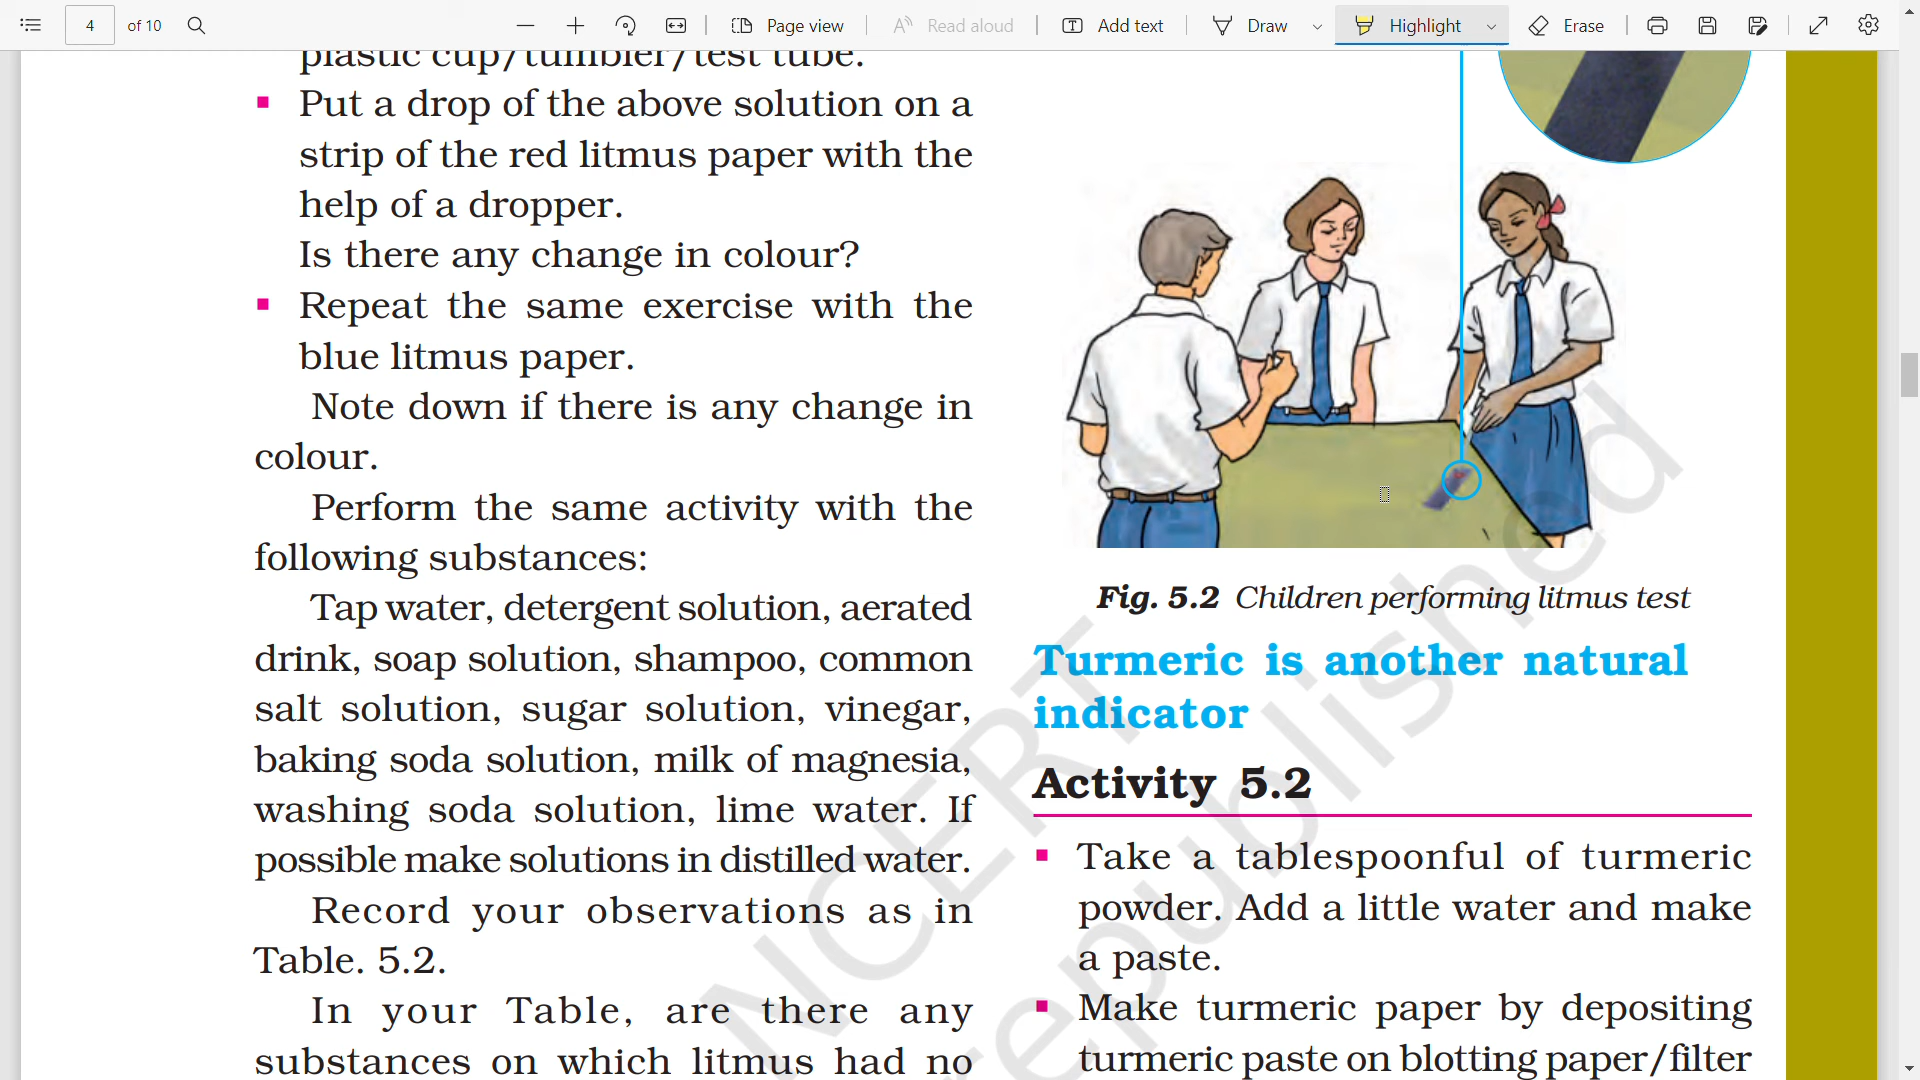 4 of 10 Page view Read aloud Add text Draw Highlight Erase
plastic cup/tumbler/test tube.
▪ Put a drop of the above solution on a
strip of the red litmus paper with the
help of a dropper.
Is there any change in colour?
▪ Repeat the same exercise with the
blue litmus paper.
Note down if there is any change in
colour.
Perform the same activity with the
following substances:
Tap water, detergent solution, aerated
drink, soap solution, shampoo, common
salt solution, sugar solution, vinegar,
baking soda solution, milk of magnesia,
washing soda solution, lime water. If
possible make solutions in distilled water.
Record your observations as in
Table. 5.2.
In your Table, are there any
substances on which litmus had no
Fig. 5.2 Children performing litmus test
Turmeric is another natural
indicator
Activity 5.2
▪ Take a tablespoonful of turmeric
powder. Add a little water and make
a paste.
▪ Make turmeric paper by depositing
turmeric paste on blotting paper/filter
NCERT
republished